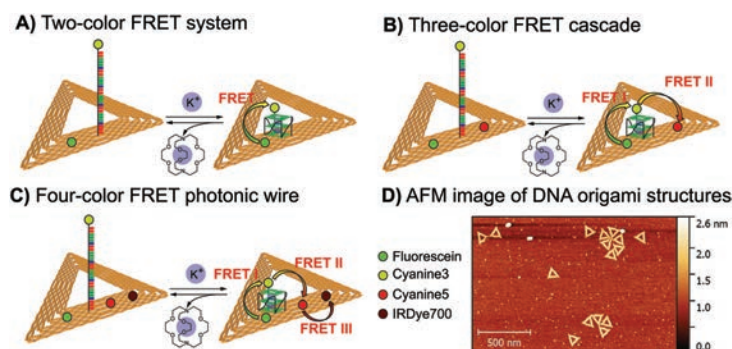 A) Two-color FRET system
K+
FRET
B) Three-color FRET cascade
K+
FRET I
FRET II
C) Four-color FRET photonic wire
K+
FRET I
FRET II
FRET III
Fluorescein
Cyanine3
Cyanine5
IRDye700
D) AFM image of DNA origami structures
500 nm
2.6 nm
2.0
1.5
1.0
0.0